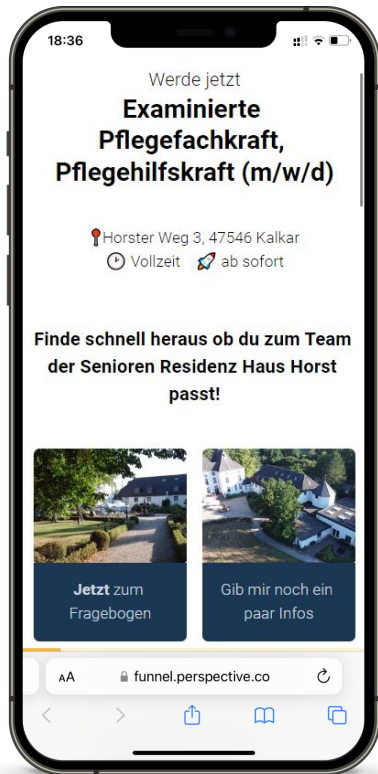 18:36
Werde jetzt
Examinierte
Pflegefachkraft,
Pflegehilfskraft (m/w/d)
Horster Weg 3, 47546 Kalkar
Vollzeit ab sofort
Finde schnell heraus ob du zum Team
der Senioren Residenz Haus Horst
passt!
Jetzt zum
Fragebogen
Gib mir noch ein
paar Infos
AA funnel.perspective.co